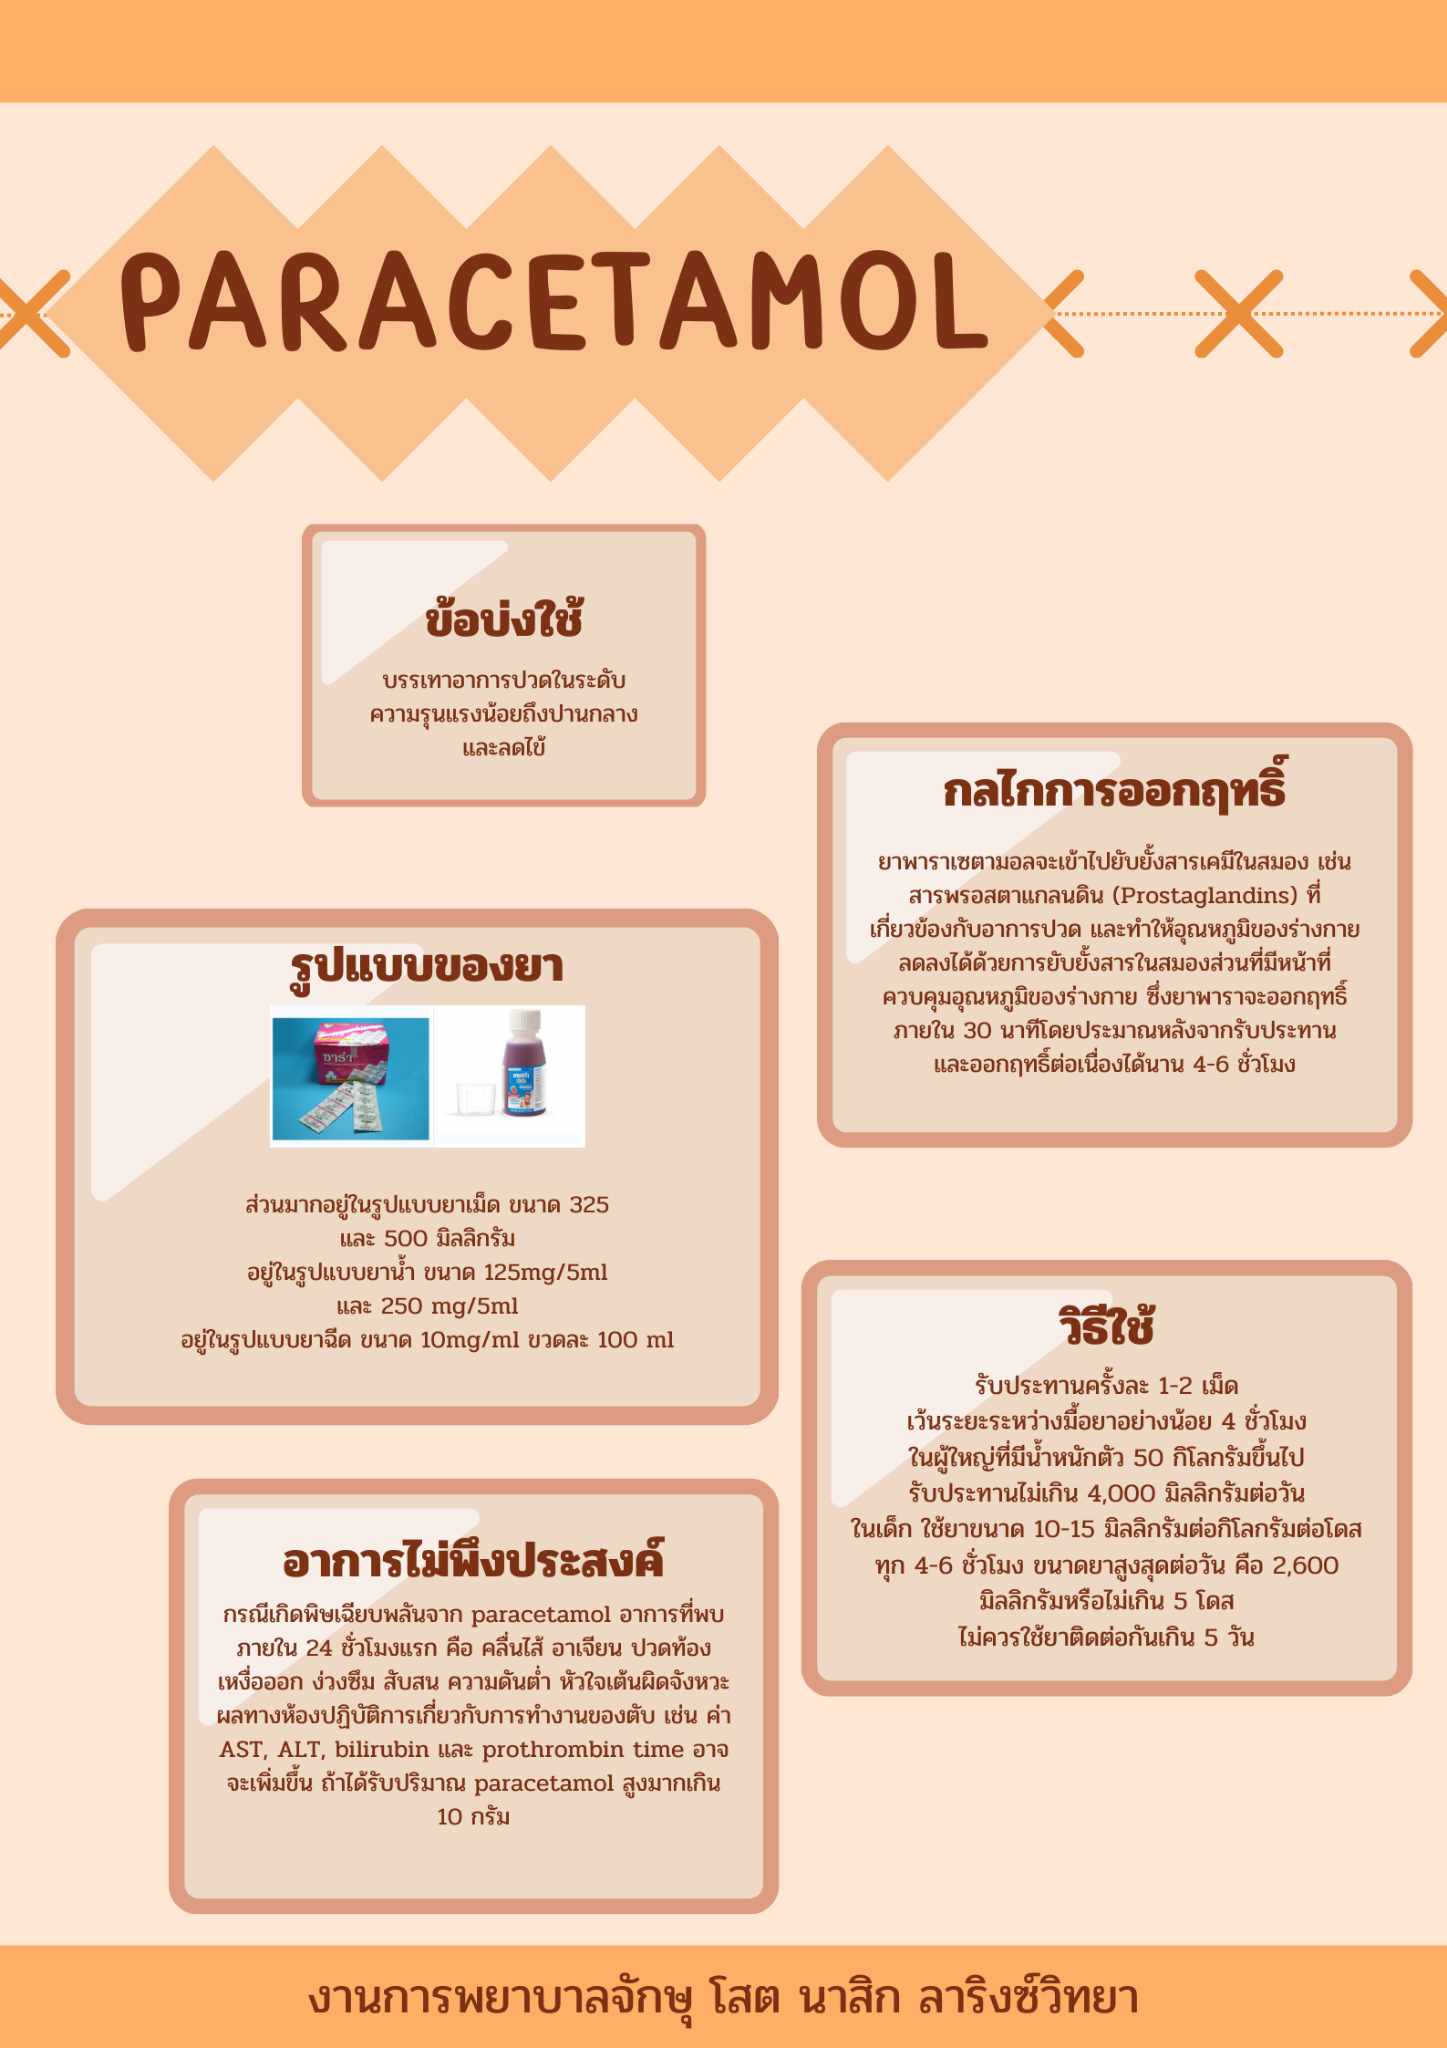 PARACETAMOL
ข้อบ่งใช้
บรรเทาอาการปวดในระดับ
ความรุนแรงน้อยถึงปานกลาง
และลดไข้
กลไกการออกฤทธิ์
ยาพาราเซตามอลจะเข้าไปยับยั้งสารเคมีในสมอง เช่น
สารพรอสตาแกลนดิน (Prostaglandins) ที่
เกี่ยวข้องกับอาการปวด และทำให้อุณหภูมิของร่างกาย
ลดลงได้ด้วยการยับยั้งสารในสมองส่วนที่มีหน้าที่
ควบคุมอุณหภูมิของร่างกาย ซึ่งยาพาราจะออกฤทธิ์
ภายใน 30 นาทีโดยประมาณหลังจากรับประทาน
และออกฤทธิ์ต่อเนื่องได้นาน 4-6 ชั่วโมง
รูปแบบของยา
ซาร่า
ส่วนมากอยู่ในรูปแบบยาเม็ด ขนาด 325
และ 500 มิลลิกรัม
อยู่ในรูปแบบยาน้ำ ขนาด 125mg/5ml
และ 250 mg/5ml
อยู่ในรูปแบบยาฉีด ขนาด 10mg/ml ขวดละ 100 ml
วิธีใช้
รับประทานครั้งละ 1-2 เม็ด
เว้นระยะระหว่างมื้อยาอย่างน้อย 4 ชั่วโมง
ในผู้ใหญ่ที่มีน้ำหนักตัว 50 กิโลกรัมขึ้นไป
รับประทานไม่เกิน 4,000 มิลลิกรัมต่อวัน
ในเด็ก ใช้ยาขนาด 10-15 มิลลิกรัมต่อกิโลกรัมต่อโดส
ทุก 4-6 ชั่วโมง ขนาดยาสูงสุดต่อวัน คือ 2,600
มิลลิกรัมหรือไม่เกิน 5 โดส
ไม่ควรใช้ยาติดต่อกันเกิน 5 วัน
อาการไม่พึงประสงค์
กรณีเกิดพิษเฉียบพลันจาก paracetamol อาการที่พบ
ภายใน 24 ชั่วโมงแรก คือ คลื่นไส้ อาเจียน ปวดท้อง
เหงื่อออก ง่วงซึม สับสน ความดันต่ำ หัวใจเต้นผิดจังหวะ
ผลทางห้องปฏิบัติการเกี่ยวกับการทำงานของตับ เช่น ค่า
AST, ALT, bilirubin และ prothrombin time อาจ
จะเพิ่มขึ้น ถ้าได้รับปริมาณ paracetamol สูงมากเกิน
10 กรัม
งานการพยาบาลจักษุ โสต นาสิก ลาริงซ์วิทยา